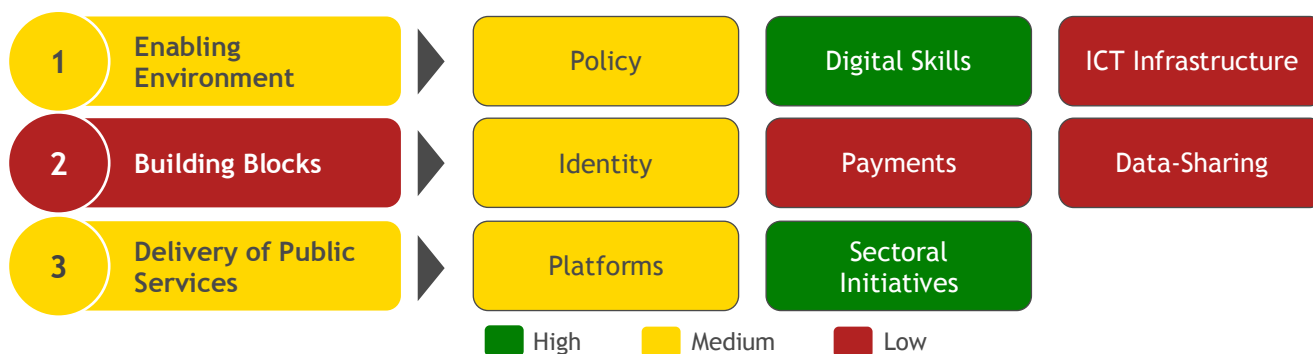 1
Enabling
Environment
Policy
Digital Skills
ICT Infrastructure
2
Building Blocks
Identity
Payments
Data-Sharing
3
Delivery of Public
Services
Platforms
Sectoral
Initiatives
High
Medium
Low